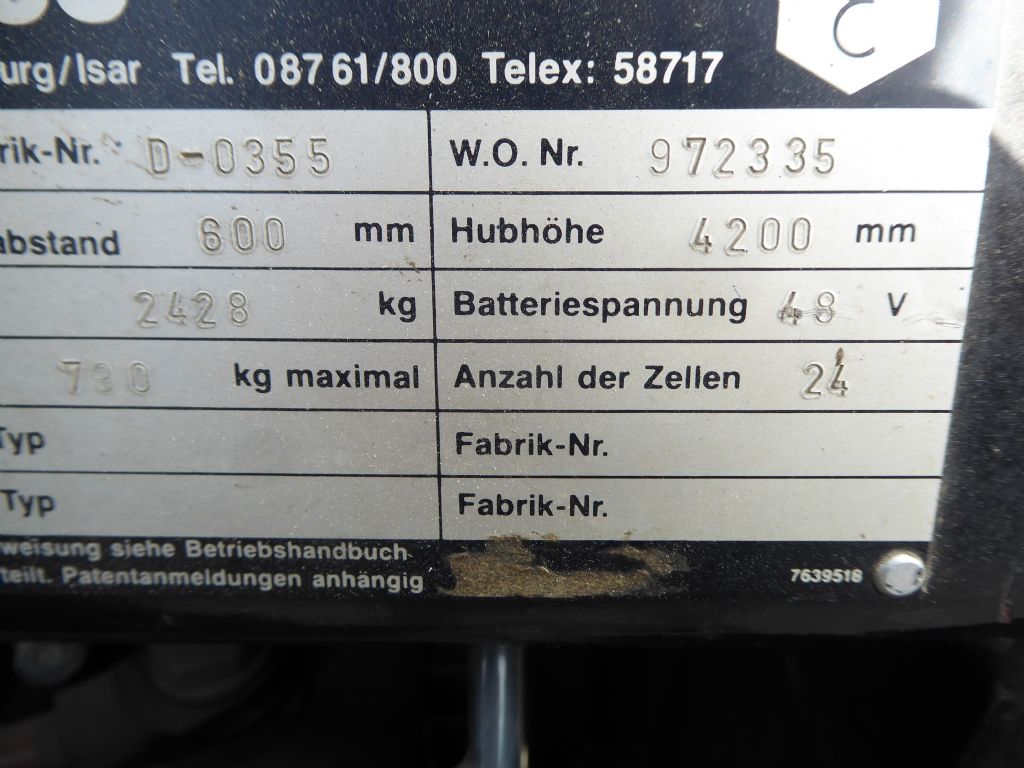 urg/Isar Tel. 08761/800 Telex: 58717
C
rik-Nr. D-0355 W.O. Nr. 972335
abstand 600 mm Hubhöhe 4200 mm
2428 kg Batteriespannung 48 V
730 kg maximal Anzahl der Zellen 24
Typ Fabrik-Nr.
Typ Fabrik-Nr.
weisung siehe Betriebshandbuch
teilt. Patentanmeldungen anhängig 7639518